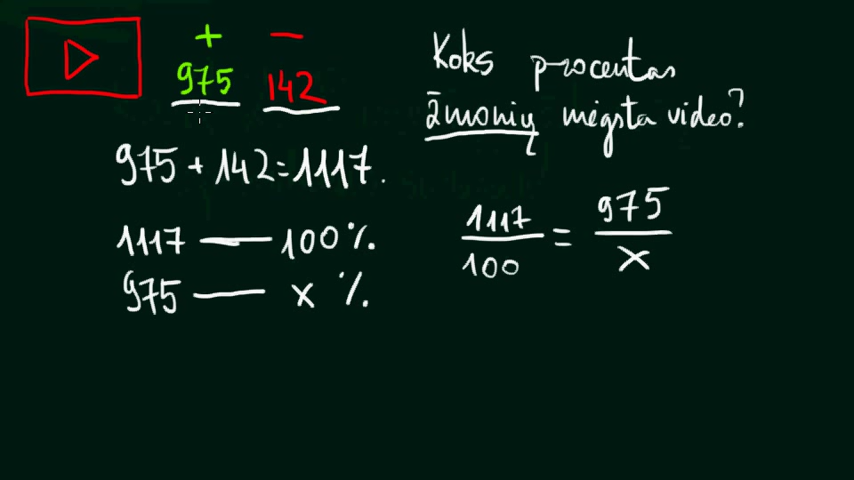 + −
975 142
Koks procentas
žmonių mėgsta video?
975 + 142 = 1117.
1117 — 100 %.
975 — x %.
1117/100 = 975/x